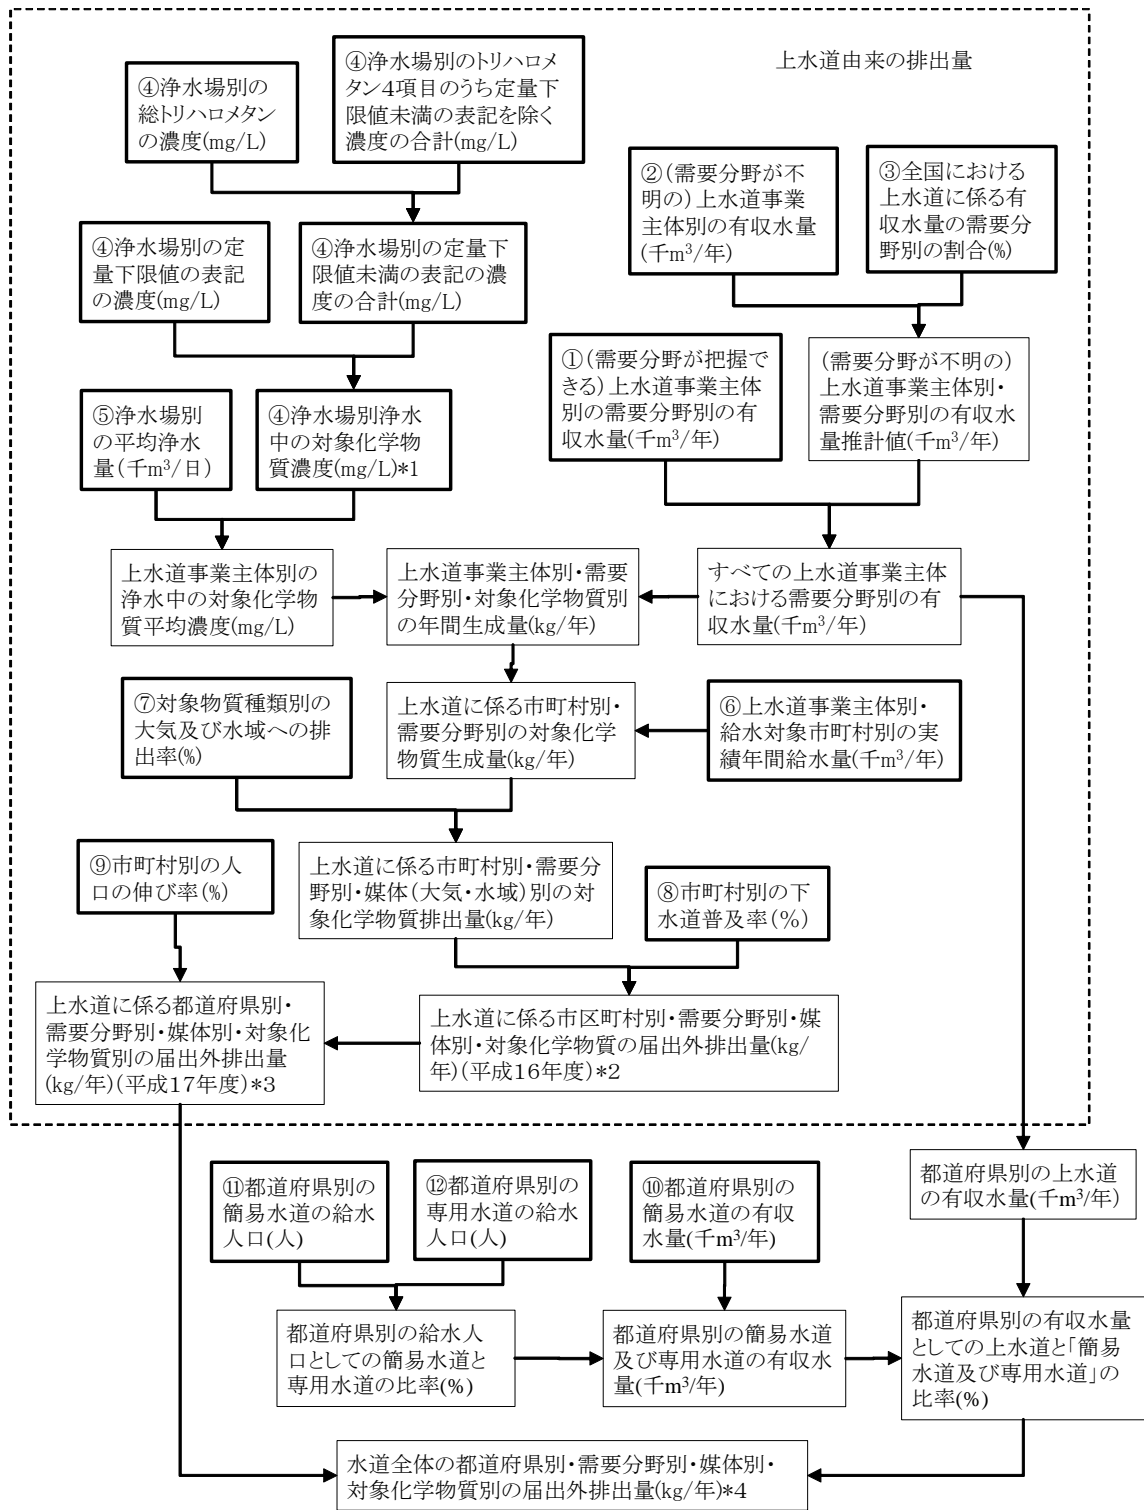 上水道由来の排出量
④浄水場別の
総トリハロメタン
の濃度(mg/L)
④浄水場別のトリハロメ
タン4項目のうち定量下
限値未満の表記を除く
濃度の合計(mg/L)
②(需要分野が不
明の)上水道事業
主体別の有収水量
(千m³/年)
③全国における
上水道に係る有
収水量の需要分
野別の割合(%)
④浄水場別の定
量下限値の表記
の濃度(mg/L)
④浄水場別の定量下
限値未満の表記の濃
度の合計(mg/L)
①(需要分野が把握で
きる)上水道事業主体
別の需要分野別の有
収水量(千m³/年)
(需要分野が不明の)
上水道事業主体別・
需要分野別の有収水
量推計値(千m³/年)
⑤浄水場別
の平均浄水
量(千m³/日)
④浄水場別浄水
中の対象化学物
質濃度(mg/L)*1
上水道事業主体別の
浄水中の対象化学物
質平均濃度(mg/L)
上水道事業主体別・需要
分野別・対象化学物質別
の年間生成量(kg/年)
すべての上水道事業主体
における需要分野別の有
収水量(千m³/年)
⑦対象物質種類別の
大気及び水域への排
出率(%)
上水道に係る市町村別・
需要分野別の対象化学
物質生成量(kg/年)
⑥上水道事業主体別・
給水対象市町村別の実
績年間給水量(千m³/年)
⑨市町村別の人
口の伸び率(%)
上水道に係る市町村別・需要分
野別・媒体(大気・水域)別の対
象化学物質排出量(kg/年)
⑧市町村別の下
水道普及率(%)
上水道に係る都道府県別・
需要分野別・媒体別・対象化
学物質別の届出外排出量
(kg/年)(平成17年度)*3
上水道に係る市区町村別・需要分野別・媒
体別・対象化学物質の届出外排出量(kg/
年)(平成16年度)*2
⑪都道府県別の
簡易水道の給水
人口(人)
⑫都道府県別の
専用水道の給水
人口(人)
⑩都道府県別の
簡易水道の有収
水量(千m³/年)
都道府県別の上水道
の有収水量(千m³/年)
都道府県別の給水人
口としての簡易水道と
専用水道の比率(%)
都道府県別の簡易水道
及び専用水道の有収水
量(千m³/年)
都道府県別の有収水量
としての上水道と「簡易
水道及び専用水道」の
比率(%)
水道全体の都道府県別・需要分野別・媒体別・
対象化学物質別の届出外排出量(kg/年)*4